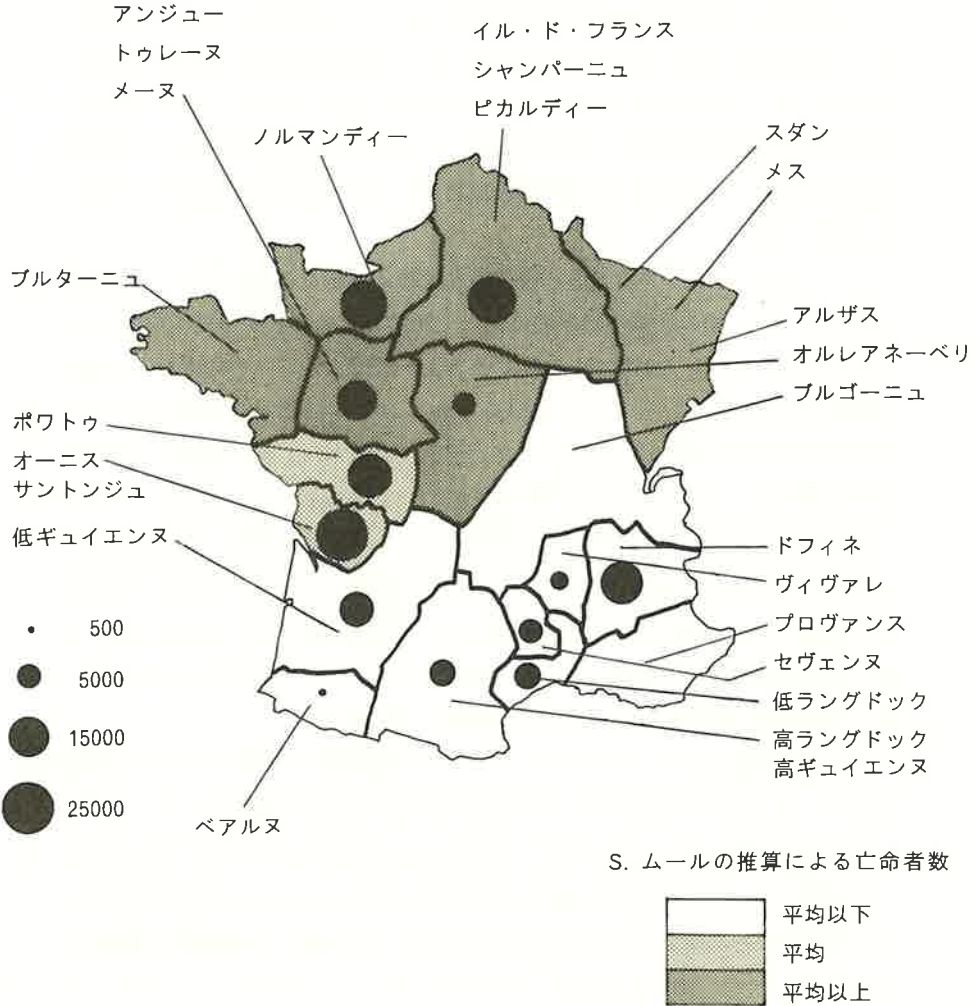 アンジュー
トゥレーヌ
メーヌ
イル・ド・フランス
シャンパーニュ
ピカルディー
ノルマンディー
スダン
メス
ブルターニュ
アルザス
オルレアネーベリ
ブルゴーニュ
ポワトゥ
オーニス
サントンジュ
低ギュイエンヌ
ドフィネ
ヴィヴァレ
プロヴァンス
セヴェンヌ
低ラングドック
高ラングドック
高ギュイエンヌ
500
5000
15000
25000
ベアルヌ
S. ムールの推算による亡命者数
平均以下
平均
平均以上